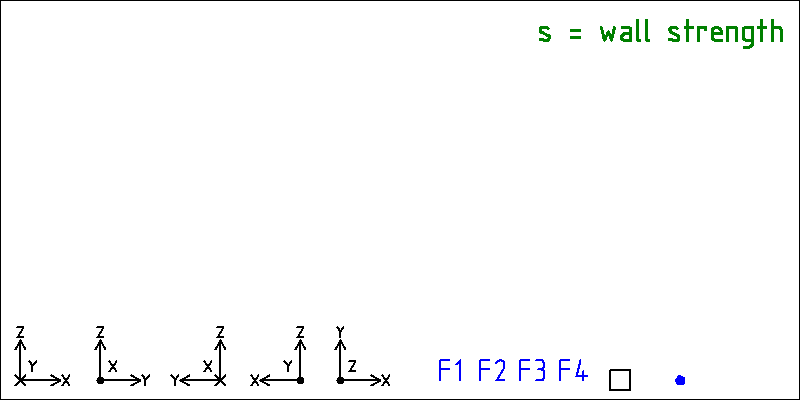 s = wall strength
Z Z Z Z Y
Y X X Y Z F1 F2 F3 F4
X Y Y X X